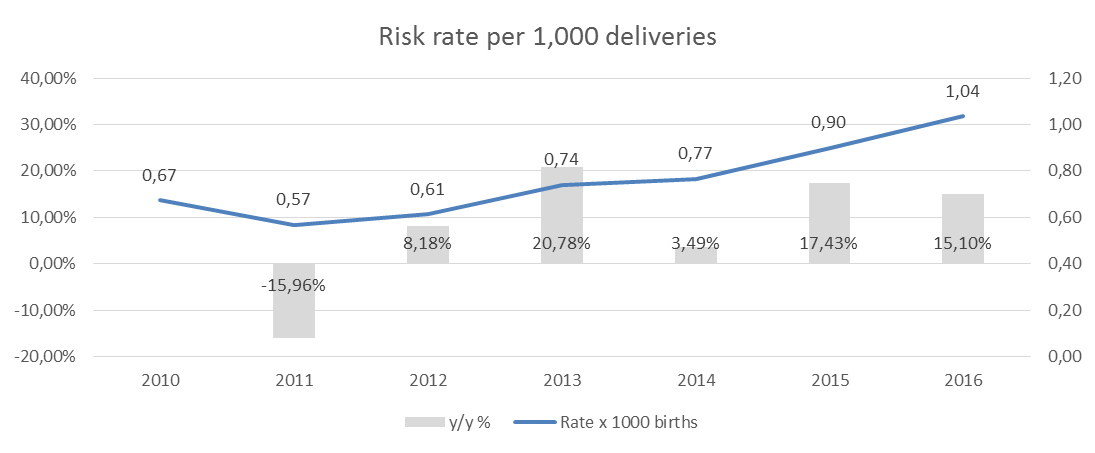 Risk rate per 1,000 deliveries
40,00% 1,20
1,04
30,00% 0,90 1,00
0,67 0,74 0,77
20,00% 0,80
0,57 0,61
10,00% 0,60
8,18% 20,78% 3,49% 17,43% 15,10%
0,00% 0,40
-15,96%
-10,00% 0,20
-20,00% 0,00
2010 2011 2012 2013 2014 2015 2016
y/y % Rate x 1000 births